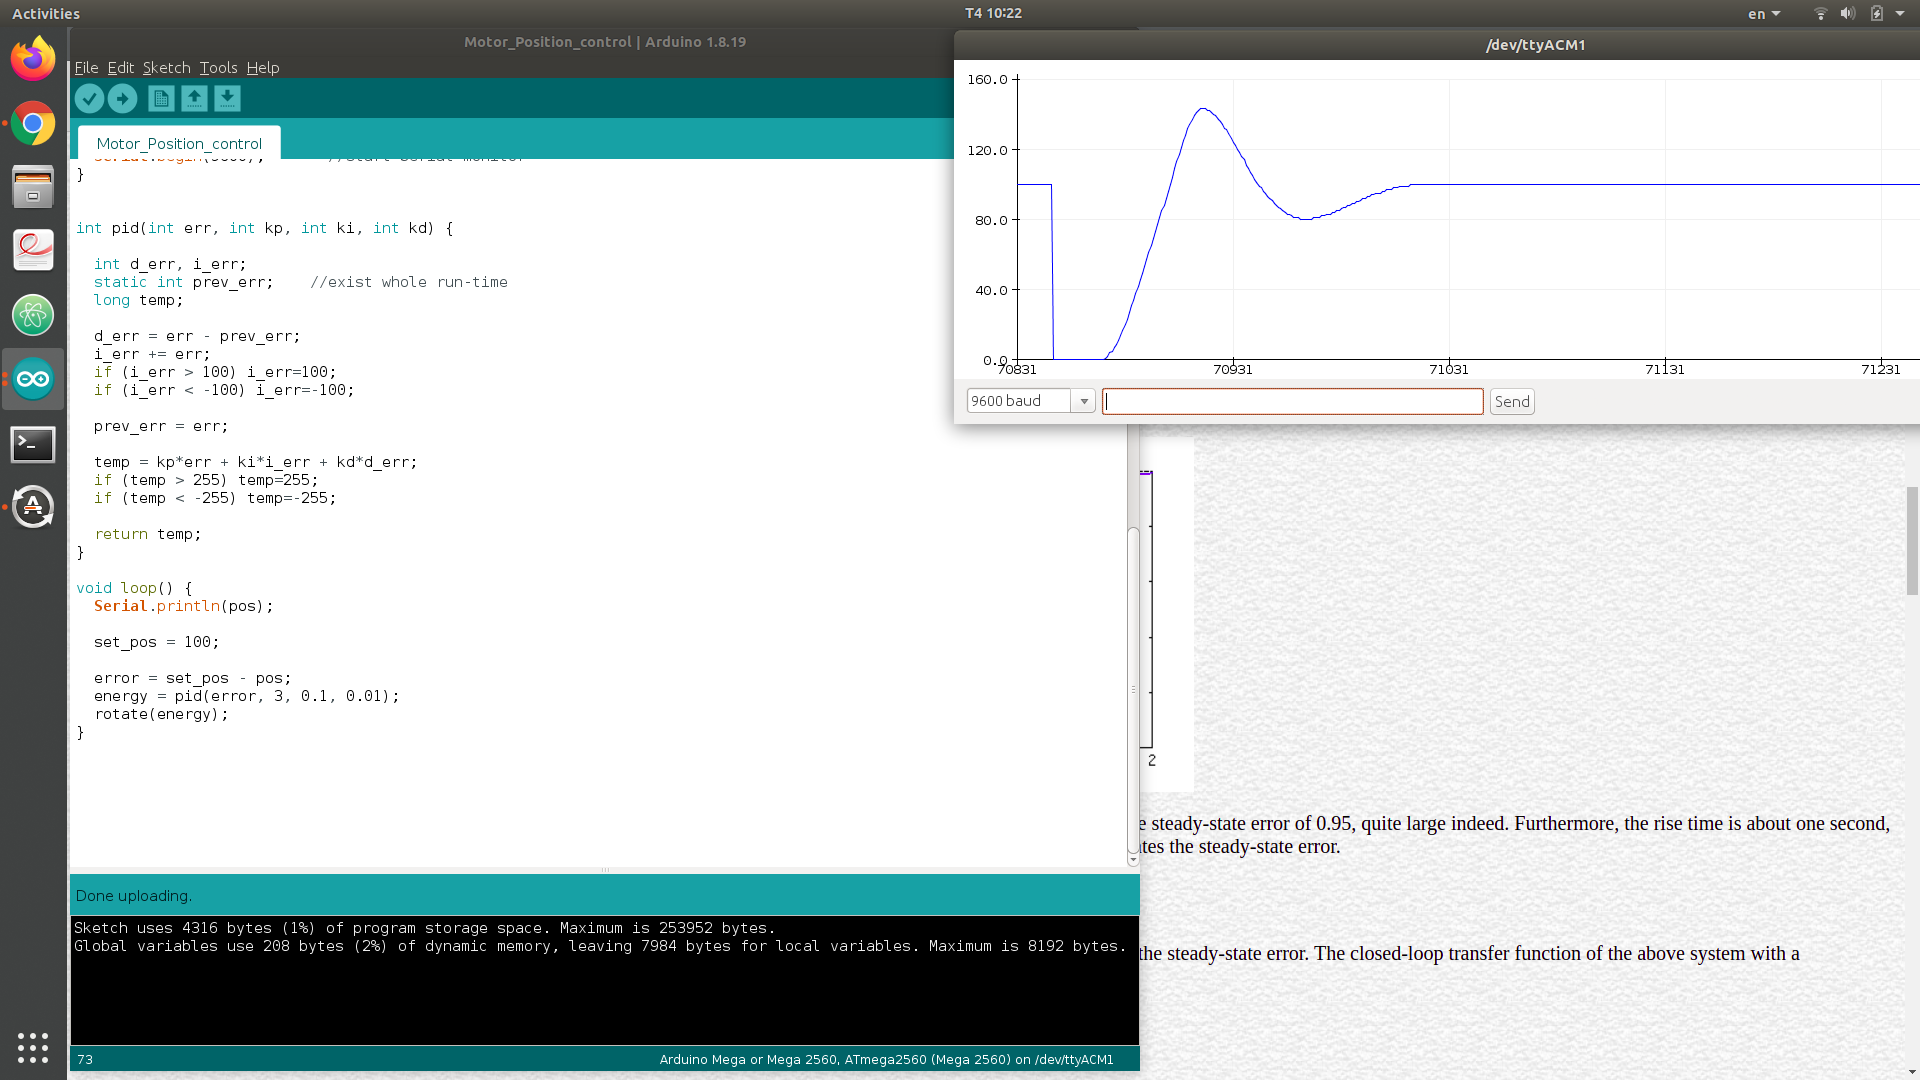 Activities
T4 10:22
en
Motor_Position_control | Arduino 1.8.19
File Edit Sketch Tools Help
Motor_Position_control
}
int pid(int err, int kp, int ki, int kd) {
int d_err, i_err;
static int prev_err; //exist whole run-time
long temp;
d_err = err - prev_err;
i_err += err;
if (i_err > 100) i_err=100;
if (i_err < -100) i_err=-100;
prev_err = err;
temp = kp*err + ki*i_err + kd*d_err;
if (temp > 255) temp=255;
if (temp < -255) temp=-255;
return temp;
}
void loop() {
Serial.println(pos);
set_pos = 100;
error = set_pos - pos;
energy = pid(error, 3, 0.1, 0.01);
rotate(energy);
}
Done uploading.
Sketch uses 4316 bytes (1%) of program storage space. Maximum is 253952 bytes.
Global variables use 208 bytes (2%) of dynamic memory, leaving 7984 bytes for local variables. Maximum is 8192 bytes.
73
Arduino Mega or Mega 2560, ATmega2560 (Mega 2560) on /dev/ttyACM1
/dev/ttyACM1
160.0
120.0
80.0
40.0
0.0
70831 70931 71031 71131 71231
9600 baud
Send
2
e steady-state error of 0.95, quite large indeed. Furthermore, the rise time is about one second,
tes the steady-state error.
the steady-state error. The closed-loop transfer function of the above system with a